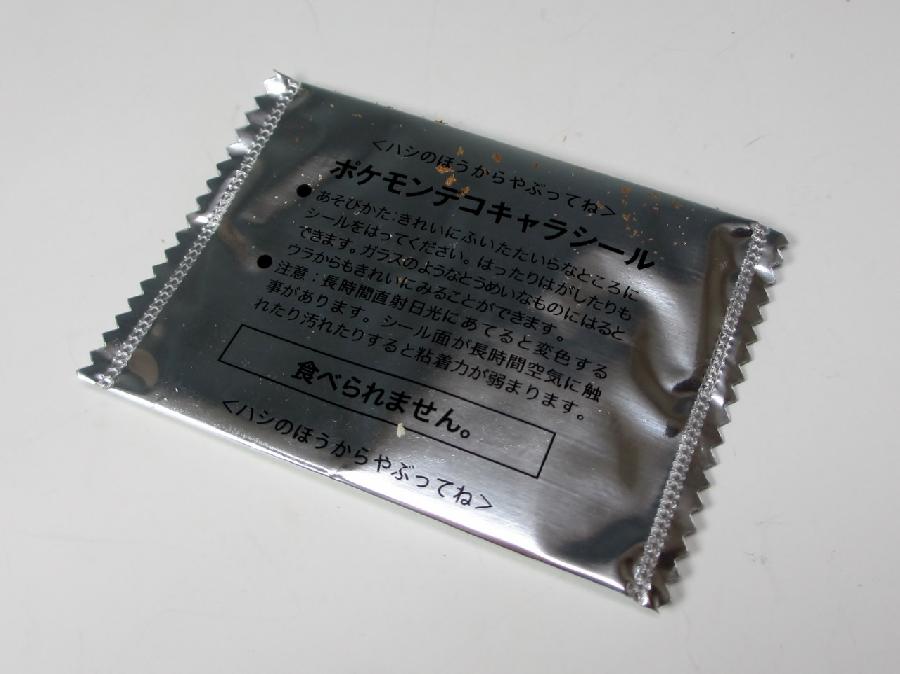 <ハシのほうからやぶってね>
ポケモンデコキャラシール
●あそびかた:きれいにふいたたいらなところに
シールをはってください。はったりはがしたりも
できます。ガラスのようなとうめいなものにはると
ウラからもきれいにみることができます。
●注意:長時間直射日光にあてると変色する
事があります。シール面が長時間空気に触
れたり汚れたりすると粘着力が弱まります。
食べられません。
<ハシのほうからやぶってね>